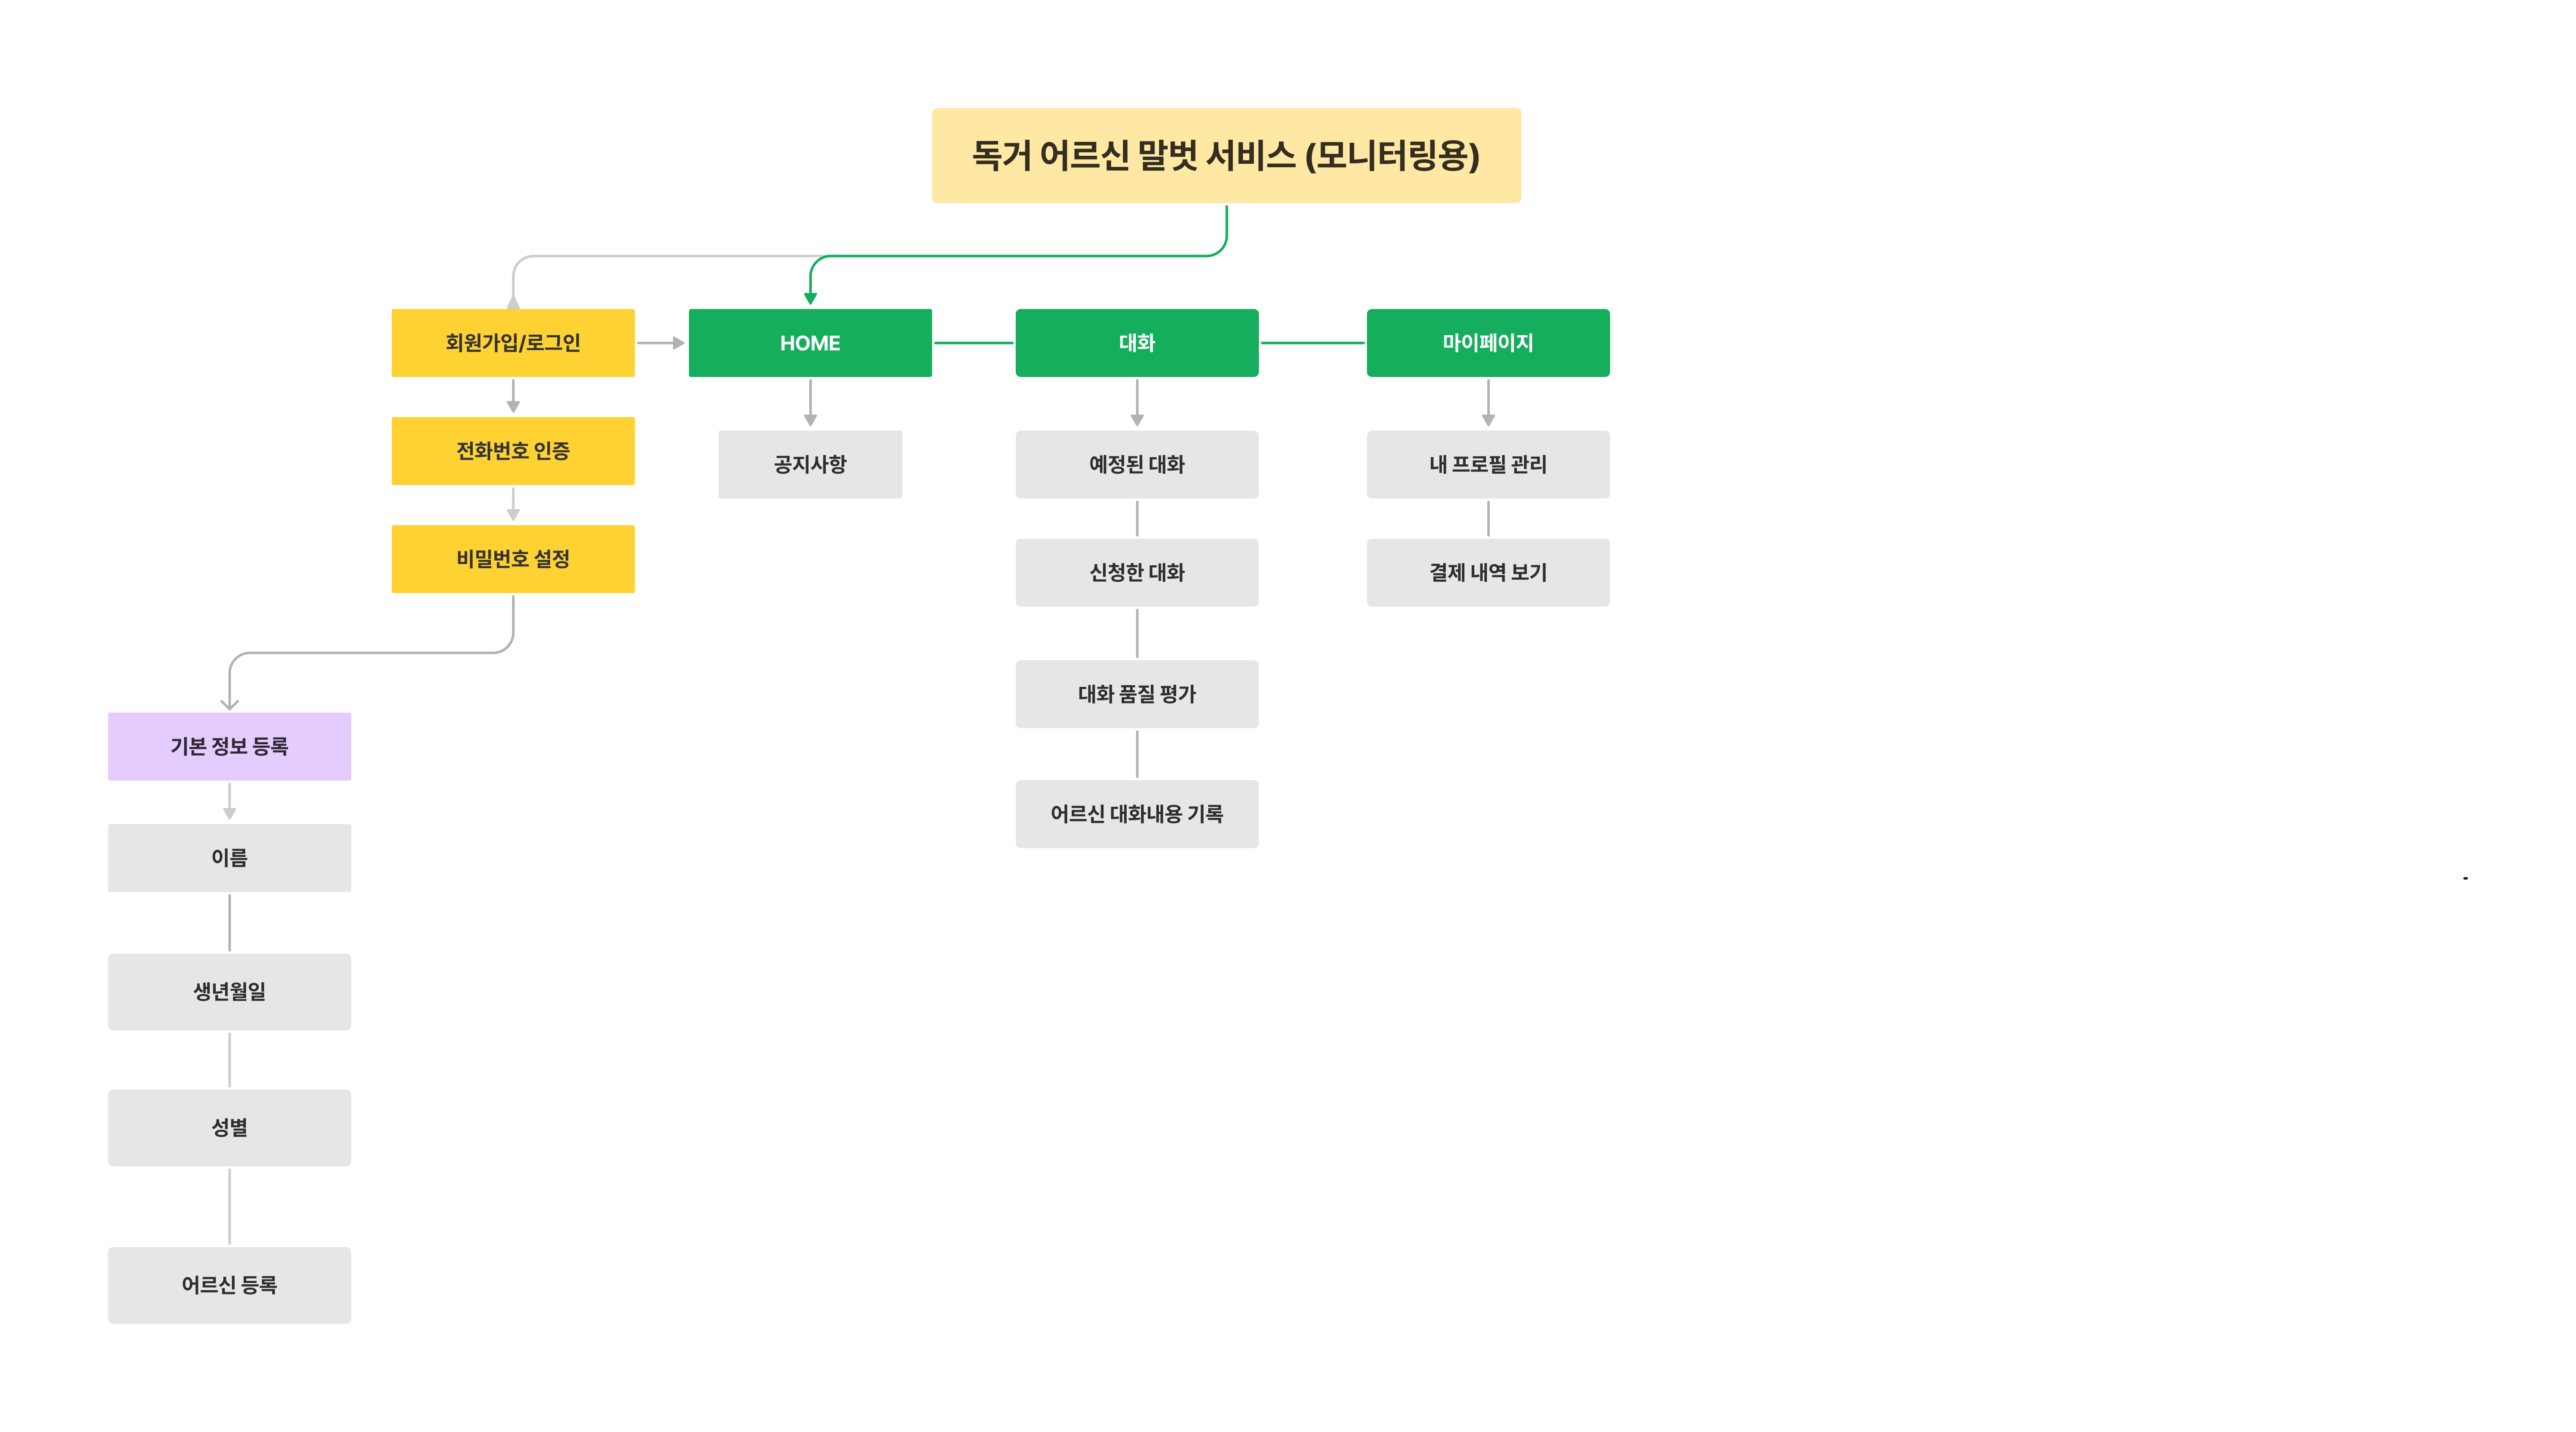 독거 어르신 말벗 서비스 (모니터링용)
회원가입/로그인
HOME
대화
마이페이지
전화번호 인증
공지사항
예정된 대화
내 프로필 관리
비밀번호 설정
신청한 대화
결제 내역 보기
대화 품질 평가
기본 정보 등록
어르신 대화내용 기록
이름
-
생년월일
성별
어르신 등록